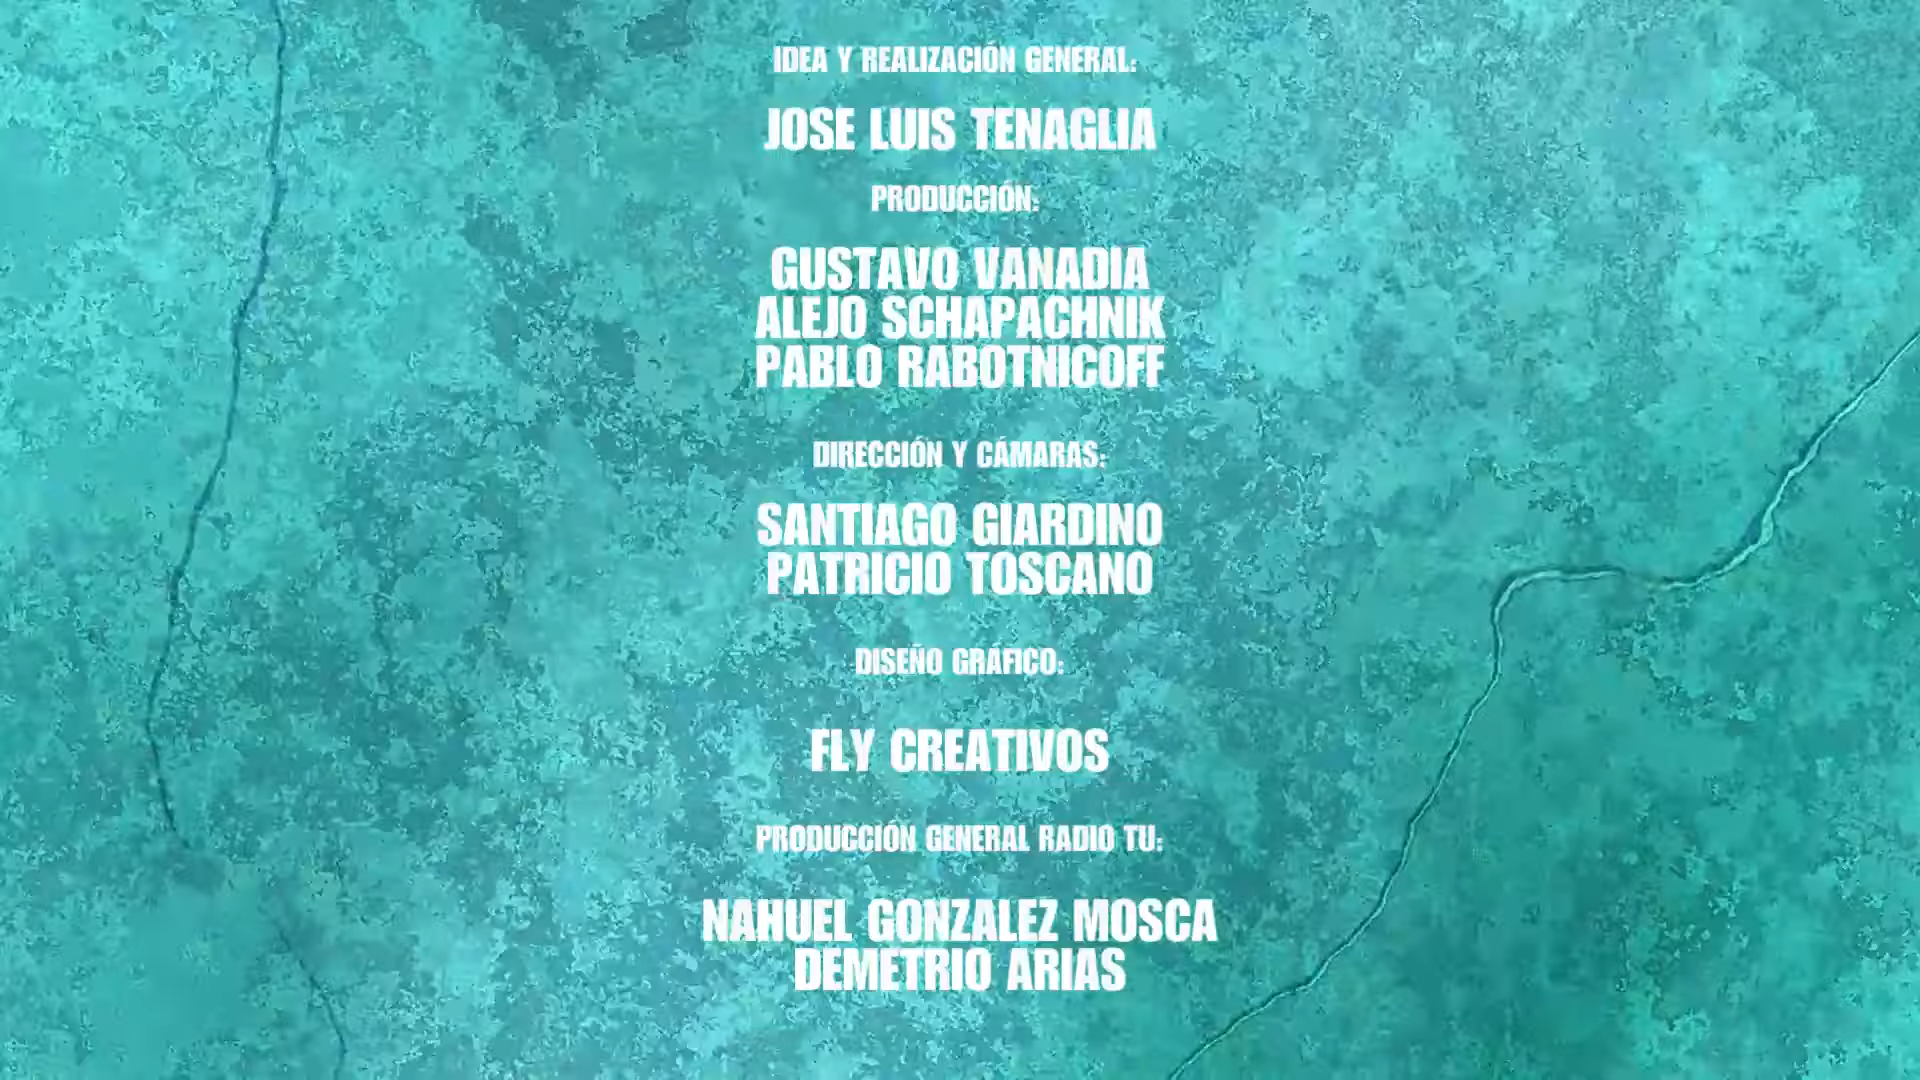 IDEA Y REALIZACIÓN GENERAL:
JOSE LUIS TENAGLIA
PRODUCCIÓN:
GUSTAVO VANADIA
ALEJO SCHAPACHNIK
PABLO RABOTNICOFF
DIRECCIÓN Y CÁMARAS:
SANTIAGO GIARDINO
PATRICIO TOSCANO
DISEÑO GRÁFICO:
FLY CREATIVOS
PRODUCCIÓN GENERAL RADIO TU:
NAHUEL GONZALEZ MOSCA
DEMETRIO ARIAS